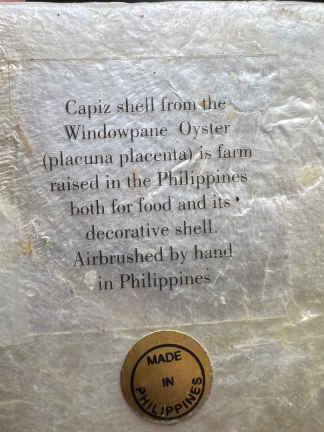 Capiz shell from the
Windowpane Oyster
(placuna placenta) is farm
raised in the Philippines
both for food and its
decorative shell.
Airbrushed by hand
in Philippines
MADE
IN
PHILIPPINES